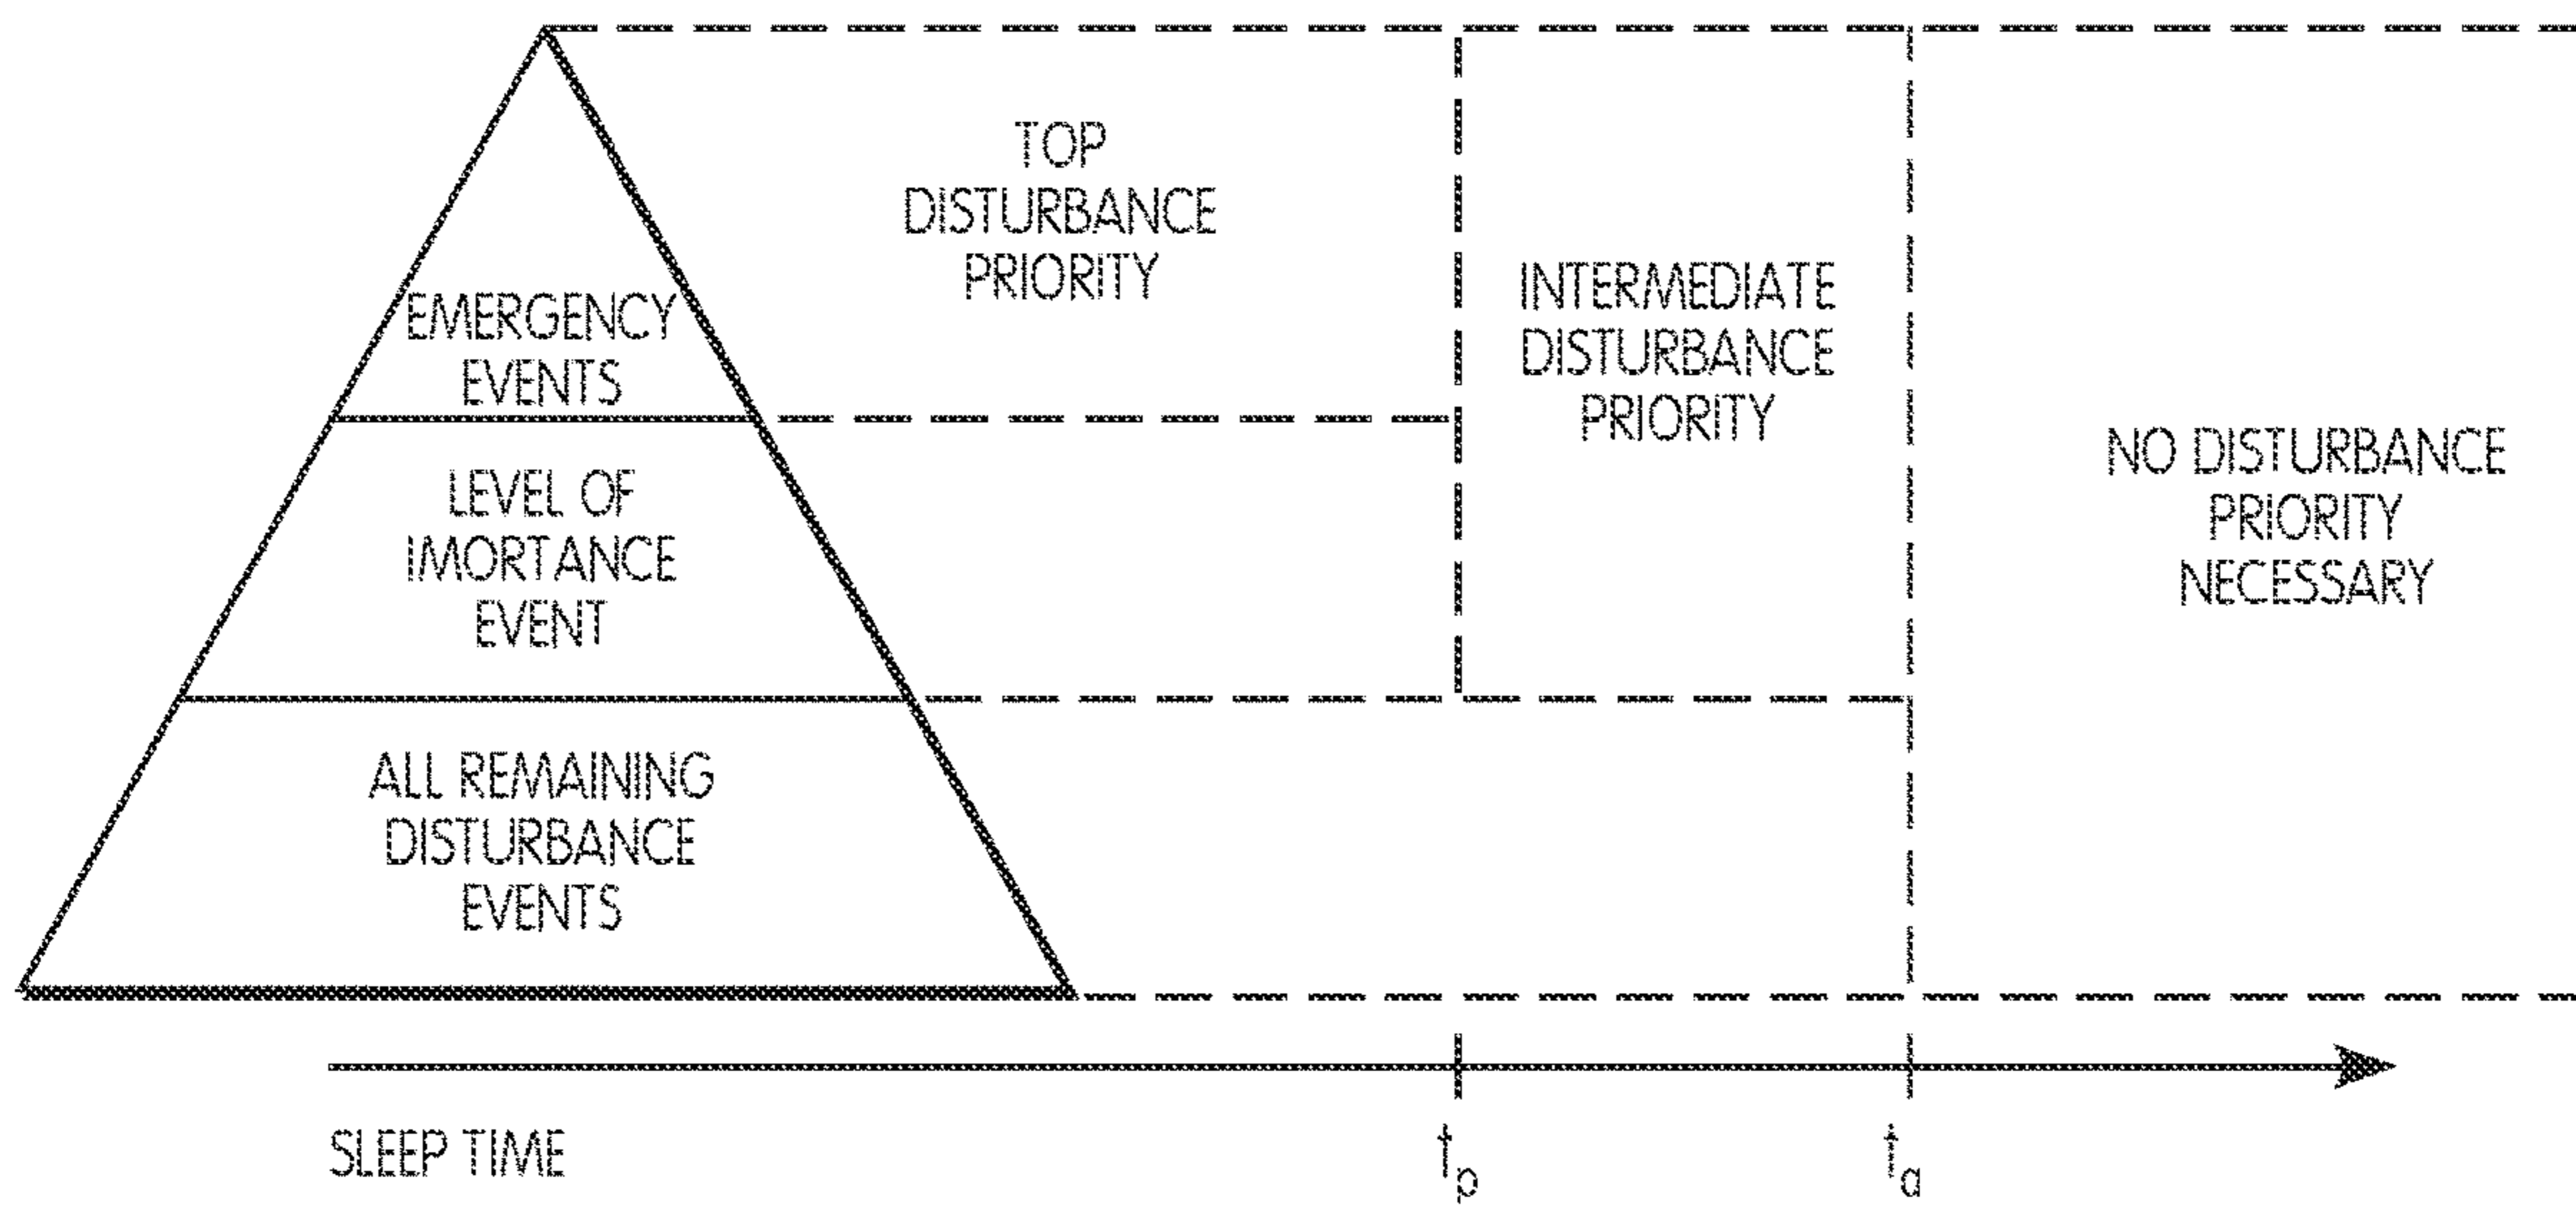 TOP
DISTURBANCE
PRIORITY
INTERMEDIATE
DISTURBANCE
PRIORITY
NO DISTURBANCE
PRIORITY
NECESSARY
EMERGENCY
EVENTS
LEVEL OF
IMORTANCE
EVENT
ALL REMAINING
DISTURBANCE
EVENTS
SLEEP TIME
tp
ta